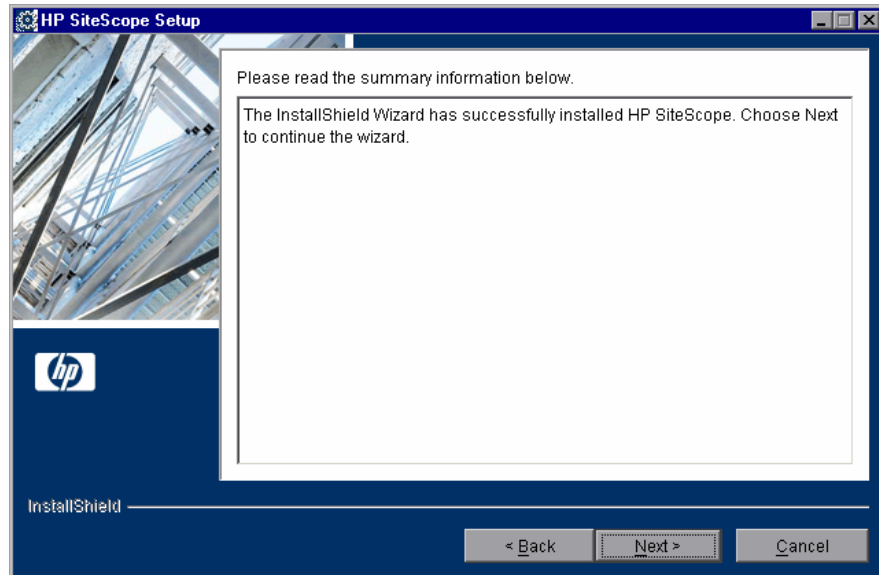 HP SiteScope Setup
Please read the summary information below.
The InstallShield Wizard has successfully installed HP SiteScope. Choose Next
to continue the wizard.
hp
InstallShield
< Back Next > Cancel